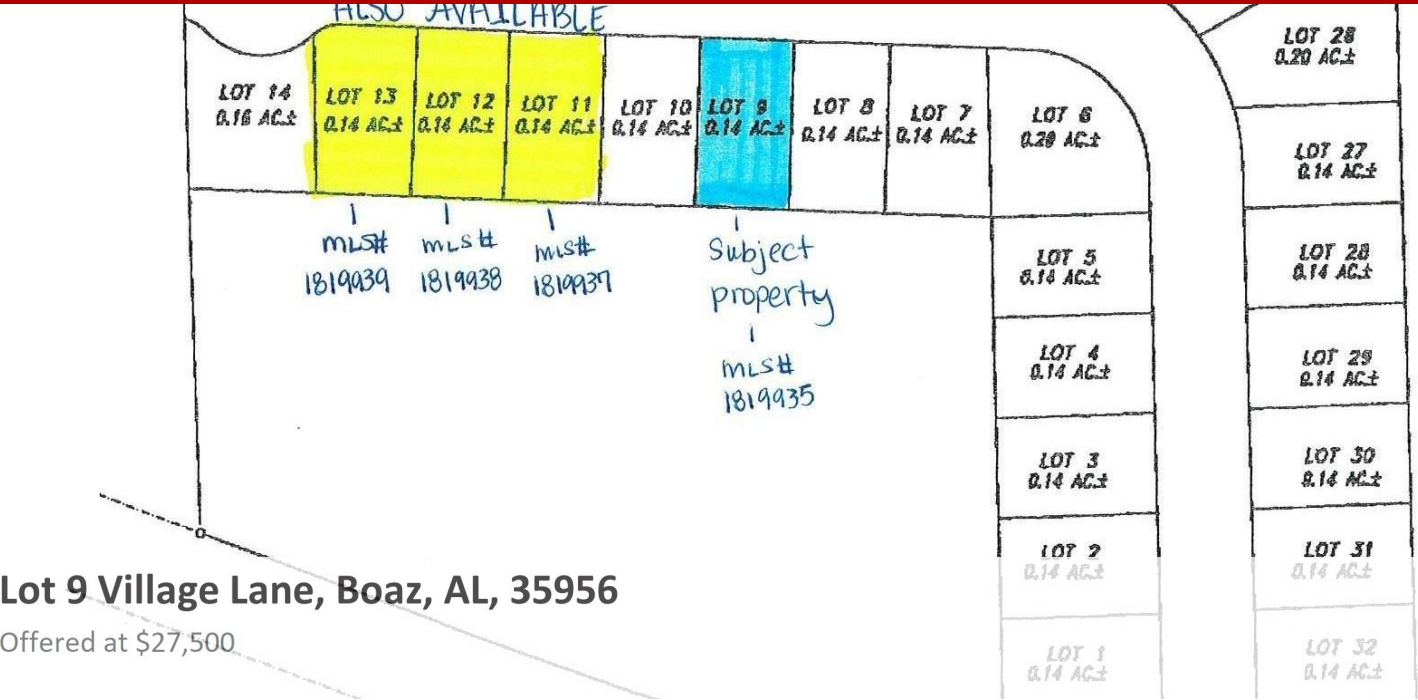 ALSO AVAILABLE
LOT 14
0.16 AC.±
LOT 13
0.14 AC.±
LOT 12
0.14 AC.±
LOT 11
0.14 AC.±
LOT 10
0.14 AC.±
LOT 9
0.14 AC.±
LOT 8
0.14 AC.±
LOT 7
0.14 AC.±
LOT 6
0.20 AC.±
LOT 26
0.20 AC.±
LOT 27
0.14 AC.±
LOT 28
0.14 AC.±
LOT 29
0.14 AC.±
LOT 30
0.14 AC.±
LOT 31
0.14 AC.±
LOT 32
0.14 AC.±
MLS#
1819939
MLS#
1819938
MLS#
1819937
Subject
property
MLS#
1819935
LOT 5
0.14 AC.±
LOT 4
0.14 AC.±
LOT 3
0.14 AC.±
LOT 2
0.14 AC.±
LOT 1
0.14 AC.±
Lot 9 Village Lane, Boaz, AL, 35956
Offered at $27,500